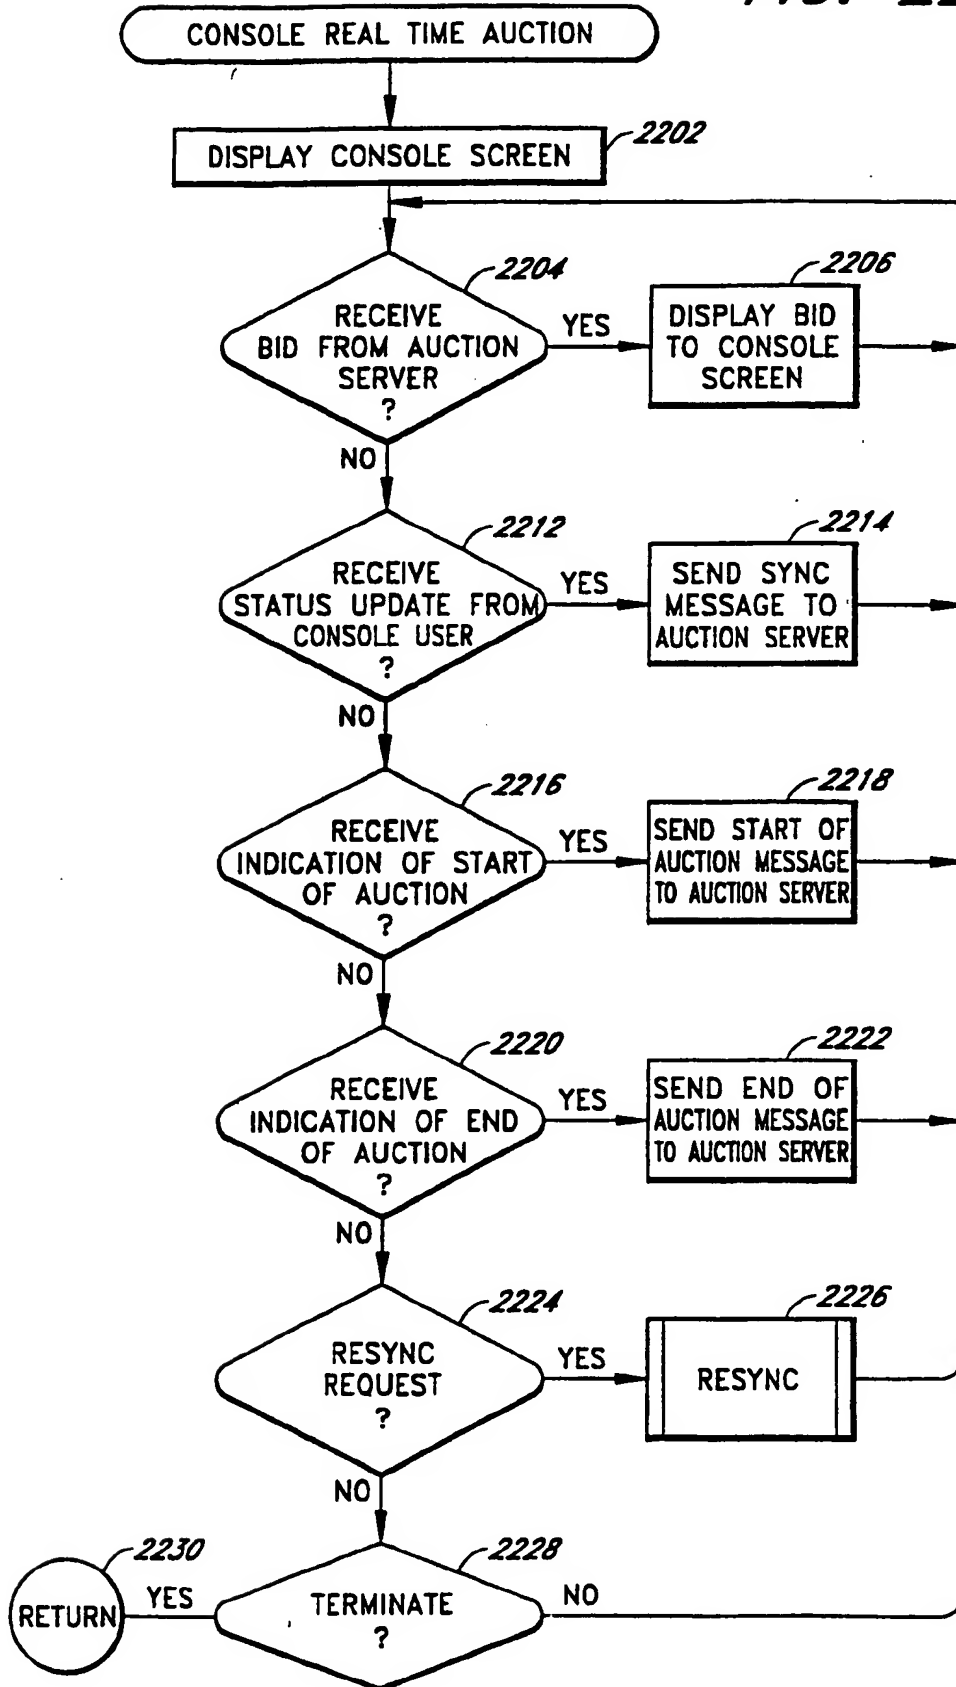 FIG. 22
CONSOLE REAL TIME AUCTION
DISPLAY CONSOLE SCREEN
2202
RECEIVE
BID FROM AUCTION
SERVER
?
2204
YES
DISPLAY BID
TO CONSOLE
SCREEN
2206
NO
RECEIVE
STATUS UPDATE FROM
CONSOLE USER
?
2212
YES
SEND SYNC
MESSAGE TO
AUCTION SERVER
2214
NO
RECEIVE
INDICATION OF START
OF AUCTION
?
2216
YES
SEND START OF
AUCTION MESSAGE
TO AUCTION SERVER
2218
NO
RECEIVE
INDICATION OF END
OF AUCTION
?
2220
YES
SEND END OF
AUCTION MESSAGE
TO AUCTION SERVER
2222
NO
RESYNC
REQUEST
?
2224
YES
RESYNC
2226
NO
TERMINATE
?
2228
NO
YES
RETURN
2230